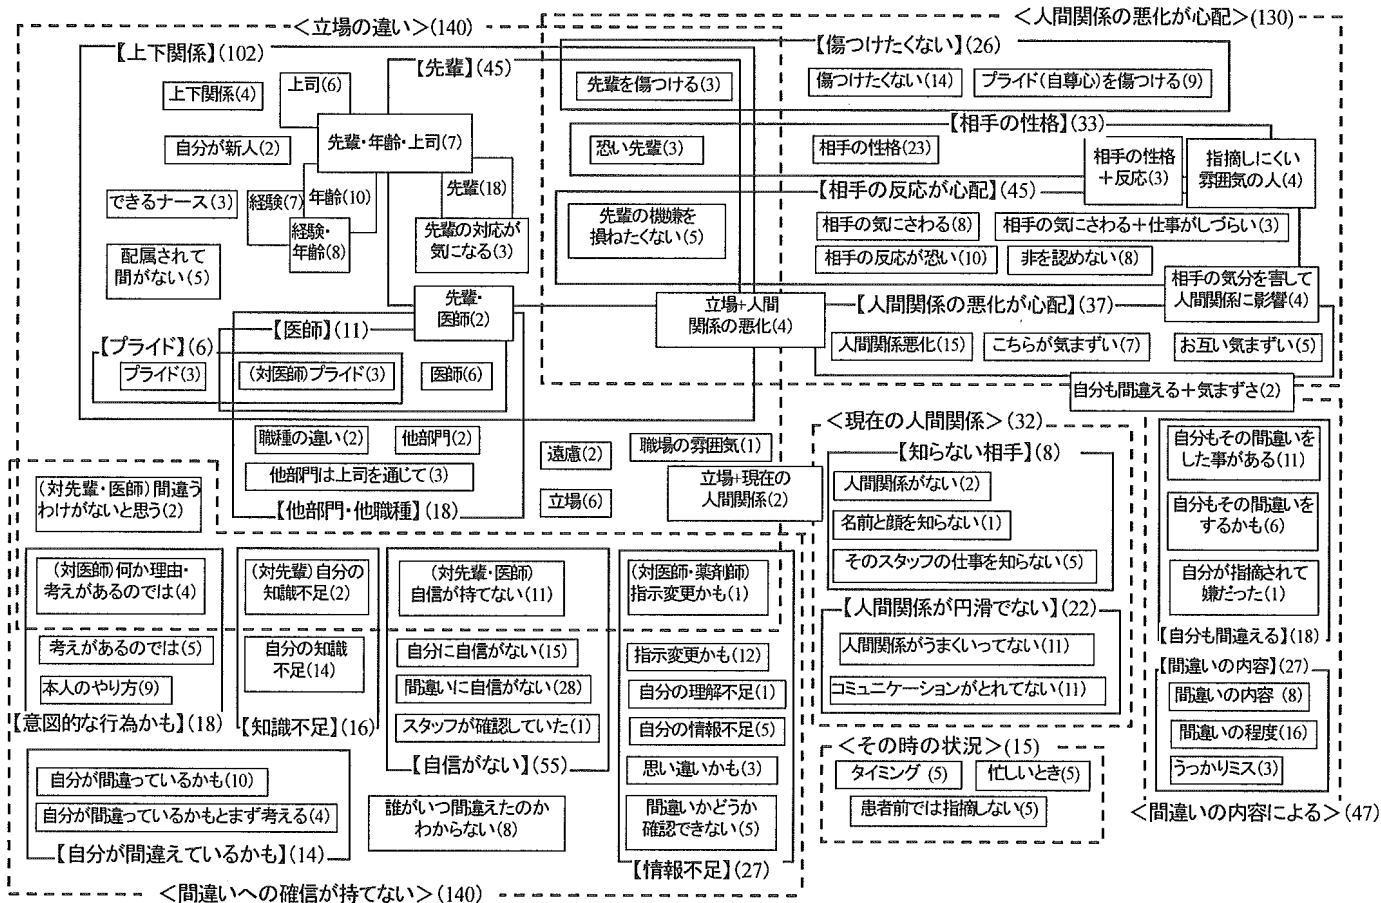 ＜立場の違い＞(140)
【上下関係】(102)
【先輩】(45)
上下関係(4)
上司(6)
先輩・年齢・上司(7)
自分が新人(2)
できるナース(3)
経験(7)
年齢(10)
経験・
年齢(8)
先輩(18)
先輩の対応が
気になる(3)
配属されて
間がない(5)
先輩・
医師(2)
【医師】(11)
【プライド】(6)
プライド(3)
(対医師)プライド(3)
医師(6)
職種の違い(2)
他部門(2)
他部門は上司を通じて(3)
【他部門・他職種】(18)
遠慮(2)
立場(6)
職場の雰囲気(1)
立場+現在の
人間関係(2)
＜人間関係の悪化が心配＞(130)
【傷つけたくない】(26)
先輩を傷つける(3)
傷つけたくない(14)
プライド(自尊心)を傷つける(9)
【相手の性格】(33)
恐い先輩(3)
相手の性格(23)
相手の性格
+反応(3)
指摘しにくい
雰囲気の人(4)
【相手の反応が心配】(45)
先輩の機嫌を
損ねたくない(5)
相手の気にさわる(8)
相手の気にさわる+仕事がしづらい(3)
相手の反応が恐い(10)
非を認めない(8)
相手の気分を害して
人間関係に影響(4)
立場+人間
関係の悪化(4)
【人間関係の悪化が心配】(37)
人間関係悪化(15)
こちらが気まずい(7)
お互い気まずい(5)
自分も間違える+気まずさ(2)
＜現在の人間関係＞(32)
【知らない相手】(8)
人間関係がない(2)
名前と顔を知らない(1)
そのスタッフの仕事を知らない(5)
【人間関係が円滑でない】(22)
人間関係がうまくいってない(11)
コミュニケーションがとれてない(11)
＜その時の状況＞(15)
タイミング(5)
忙しいとき(5)
患者前では指摘しない(5)
自分もその間違いを
した事がある(11)
自分もその間違いを
するかも(6)
自分が指摘されて
嫌だった(1)
【自分も間違える】(18)
【間違いの内容】(27)
間違いの内容(8)
間違いの程度(16)
うっかりミス(3)
＜間違いの内容による＞(47)
(対先輩・医師)間違う
わけがないと思う(2)
(対医師)何か理由・
考えがあるのでは(4)
考えがあるのでは(5)
本人のやり方(9)
【意図的な行為かも】(18)
(対先輩)自分の
知識不足(2)
自分の知識
不足(14)
【知識不足】(16)
(対先輩・医師)
自信が持てない(11)
自分に自信がない(15)
間違いに自信がない(28)
スタッフが確認していた(1)
【自信がない】(55)
(対医師・薬剤師)
指示変更かも(1)
指示変更かも(12)
自分の理解不足(1)
自分の情報不足(5)
思い違いかも(3)
間違いかどうか
確認できない(5)
【情報不足】(27)
自分が間違っているかも(10)
自分が間違っているかもとまず考える(4)
【自分が間違えているかも】(14)
誰がいつ間違えたのか
わからない(8)
＜間違いへの確信が持てない＞(140)